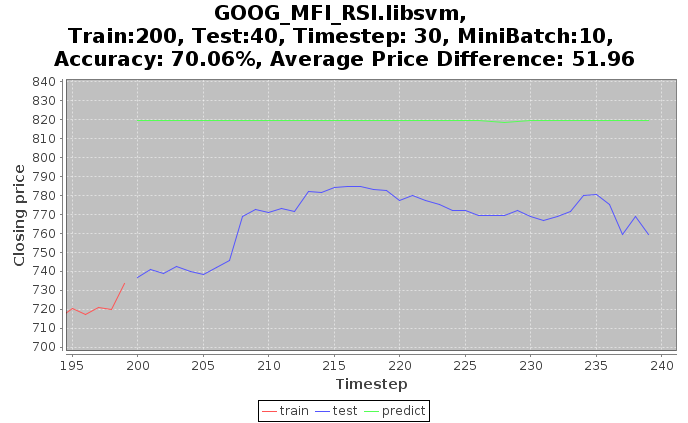 GOOG_MFI_RSI.libsvm,
Train:200, Test:40, Timestep: 30, MiniBatch:10,
Accuracy: 70.06%, Average Price Difference: 51.96
840
830
820
810
800
790
780
770
760
750
740
730
720
710
700
Closing price
195 200 205 210 215 220 225 230 235 240
Timestep
train test predict